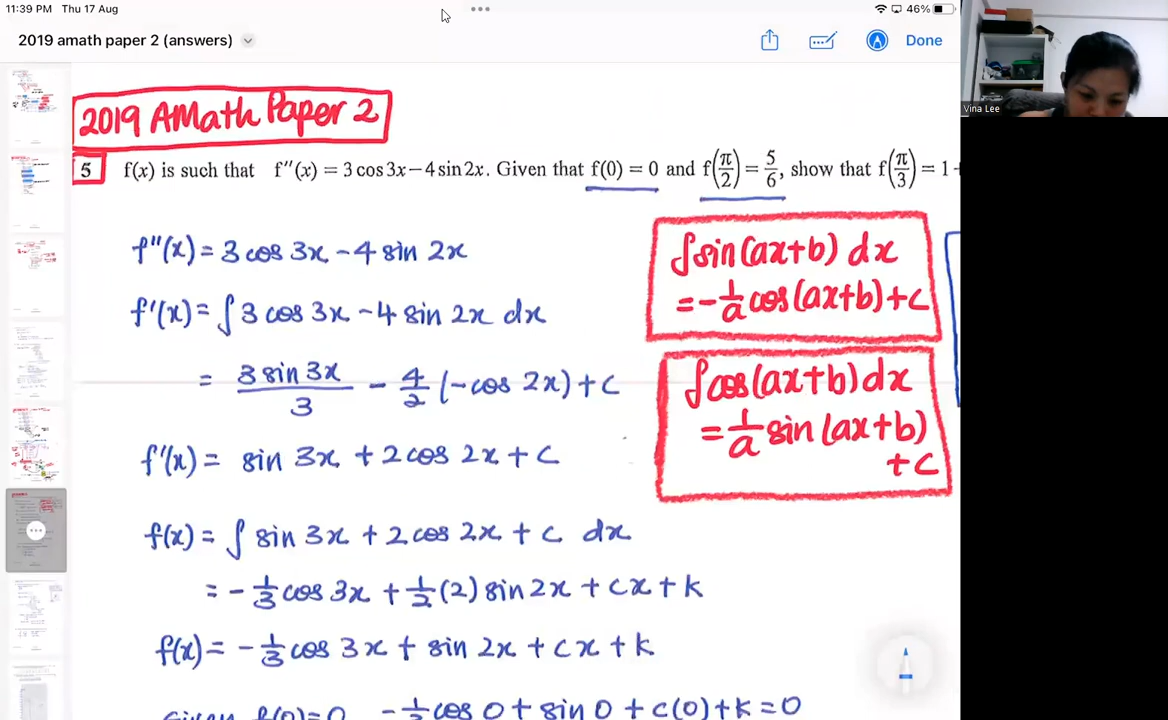 11:39 PM Thu 17 Aug
46%
2019 amath paper 2 (answers)
Done
Vina Lee
2019 AMath Paper 2
5 f(x) is such that f''(x) = 3 cos 3x − 4 sin 2x. Given that f(0) = 0 and f(π/2) = 5/6, show that f(π/3) = 1
f''(x) = 3 cos 3x − 4 sin 2x
f'(x) = ∫ 3 cos 3x − 4 sin 2x dx
= 3 sin 3x / 3 − 4/2 (−cos 2x) + c
f'(x) = sin 3x + 2 cos 2x + c
f(x) = ∫ sin 3x + 2 cos 2x + c dx
= −1/3 cos 3x + 1/2 (2) sin 2x + cx + k
f(x) = −1/3 cos 3x + sin 2x + cx + k
Given f(0) = 0, −1/3 cos 0 + sin 0 + c(0) + k = 0
∫sin(ax+b) dx
= −1/a cos(ax+b) + c
∫cos(ax+b) dx
= 1/a sin(ax+b)
+ c